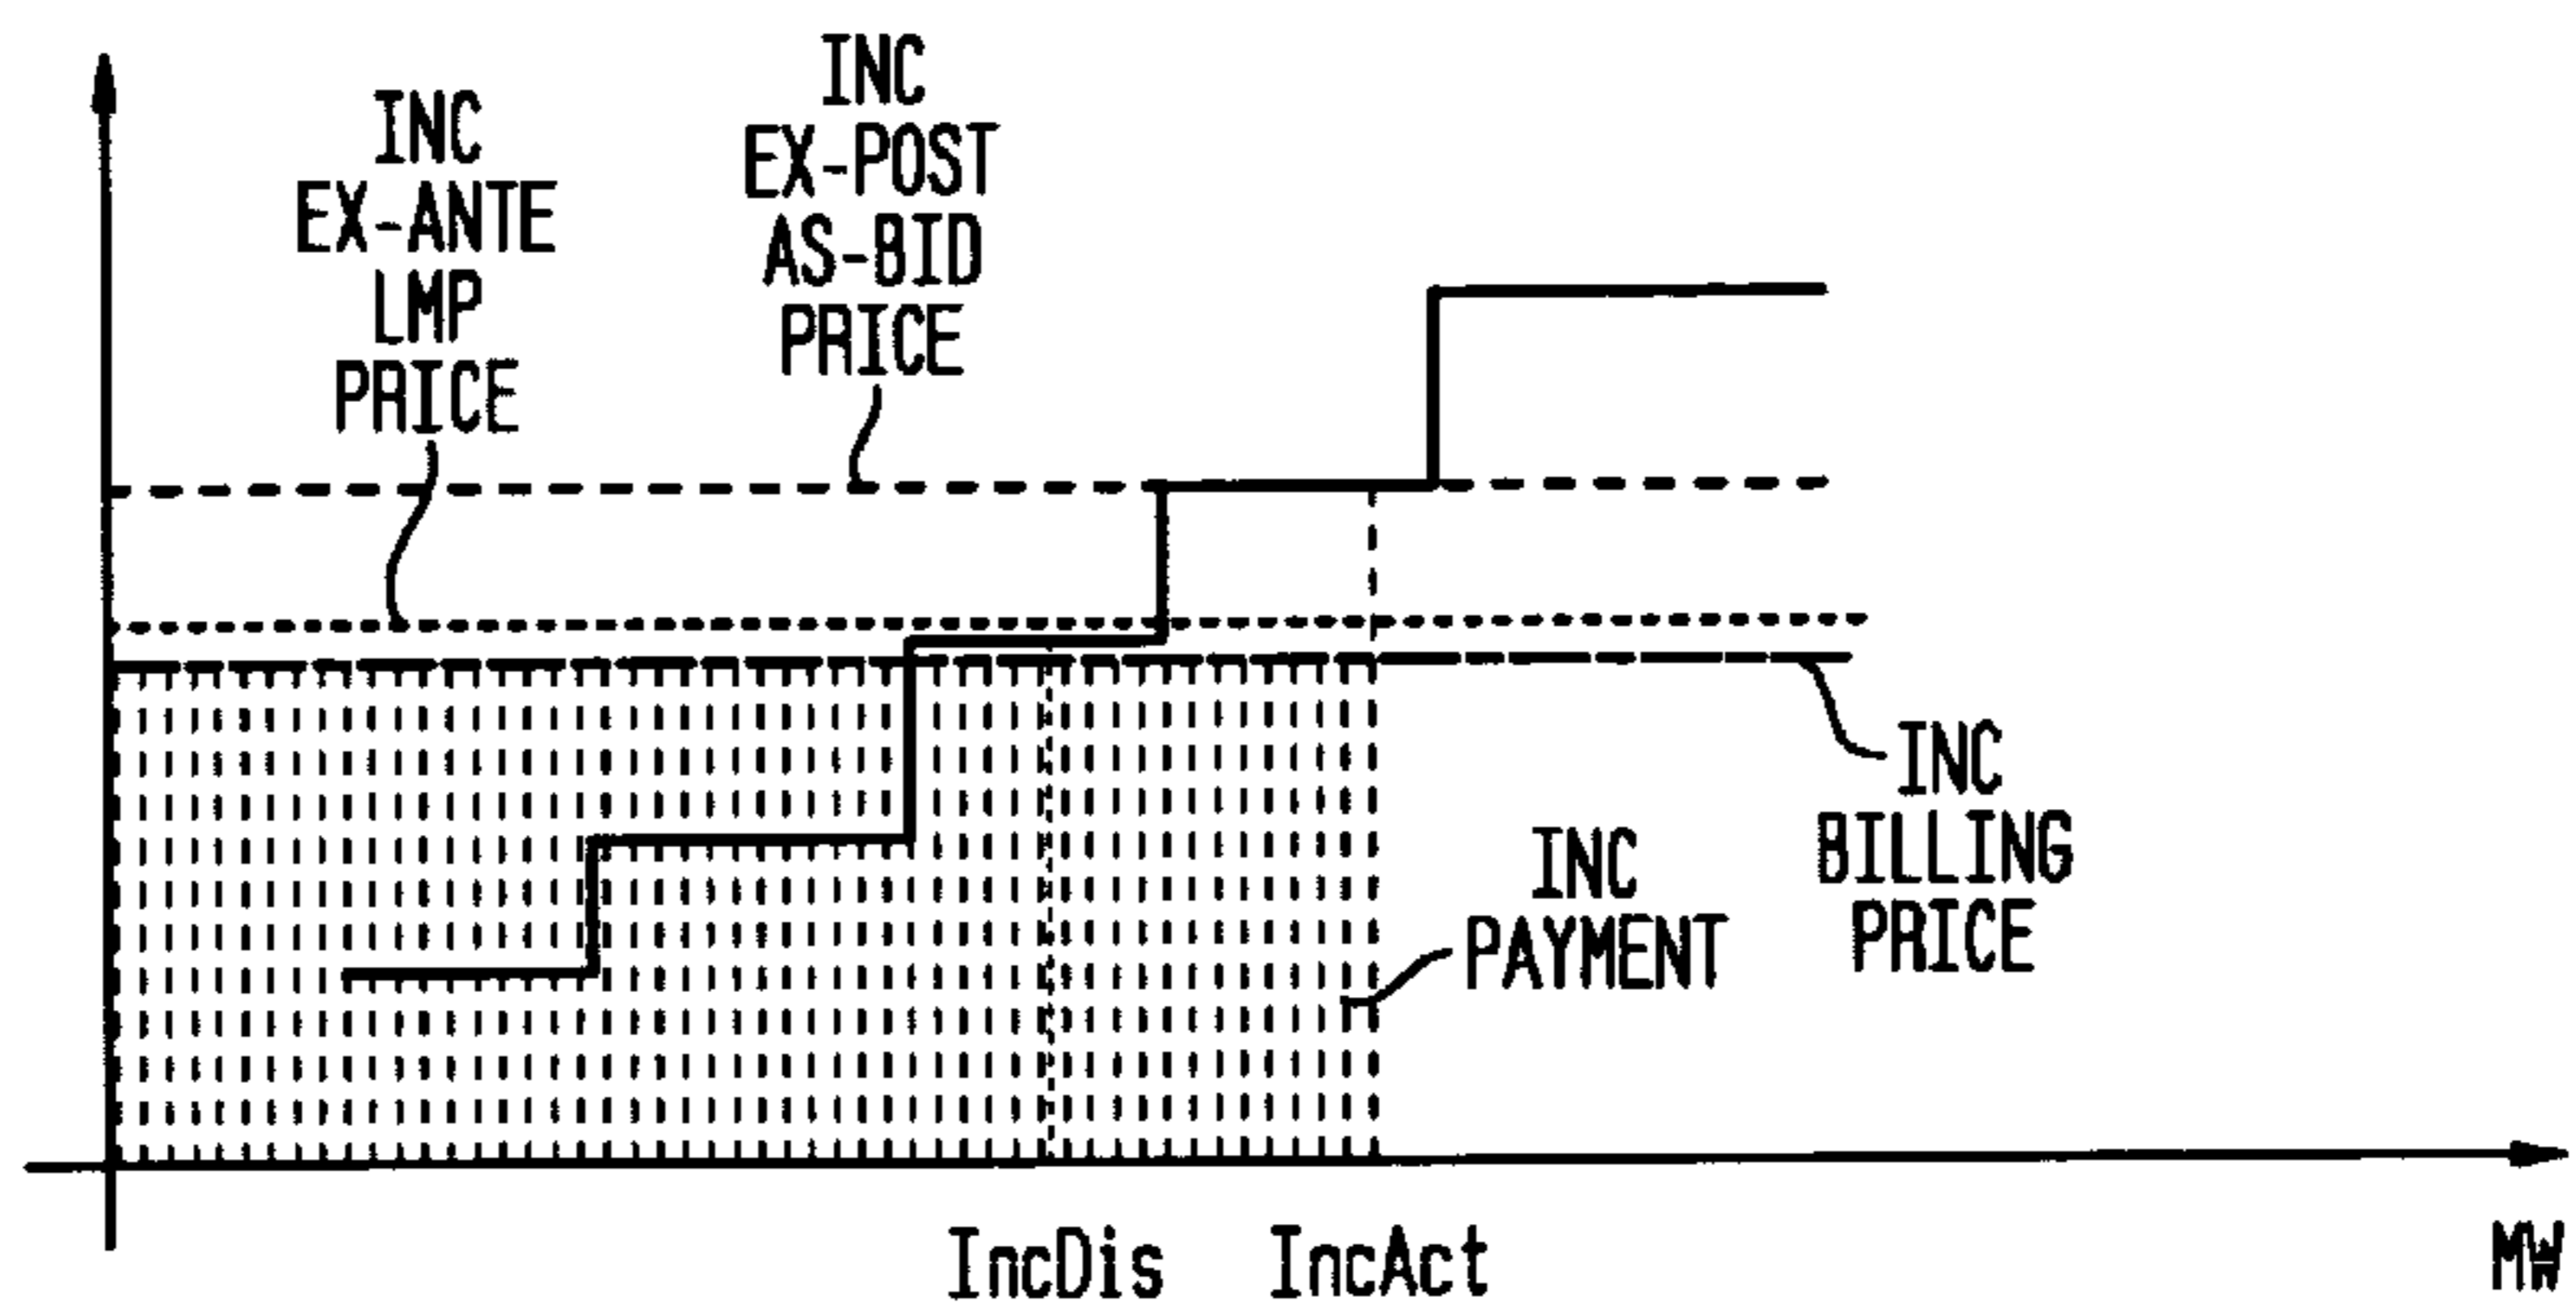 INC
EX-ANTE
LMP
PRICE
INC
EX-POST
AS-BID
PRICE
INC
BILLING
PRICE
INC
PAYMENT
IncDis
IncAct
MW